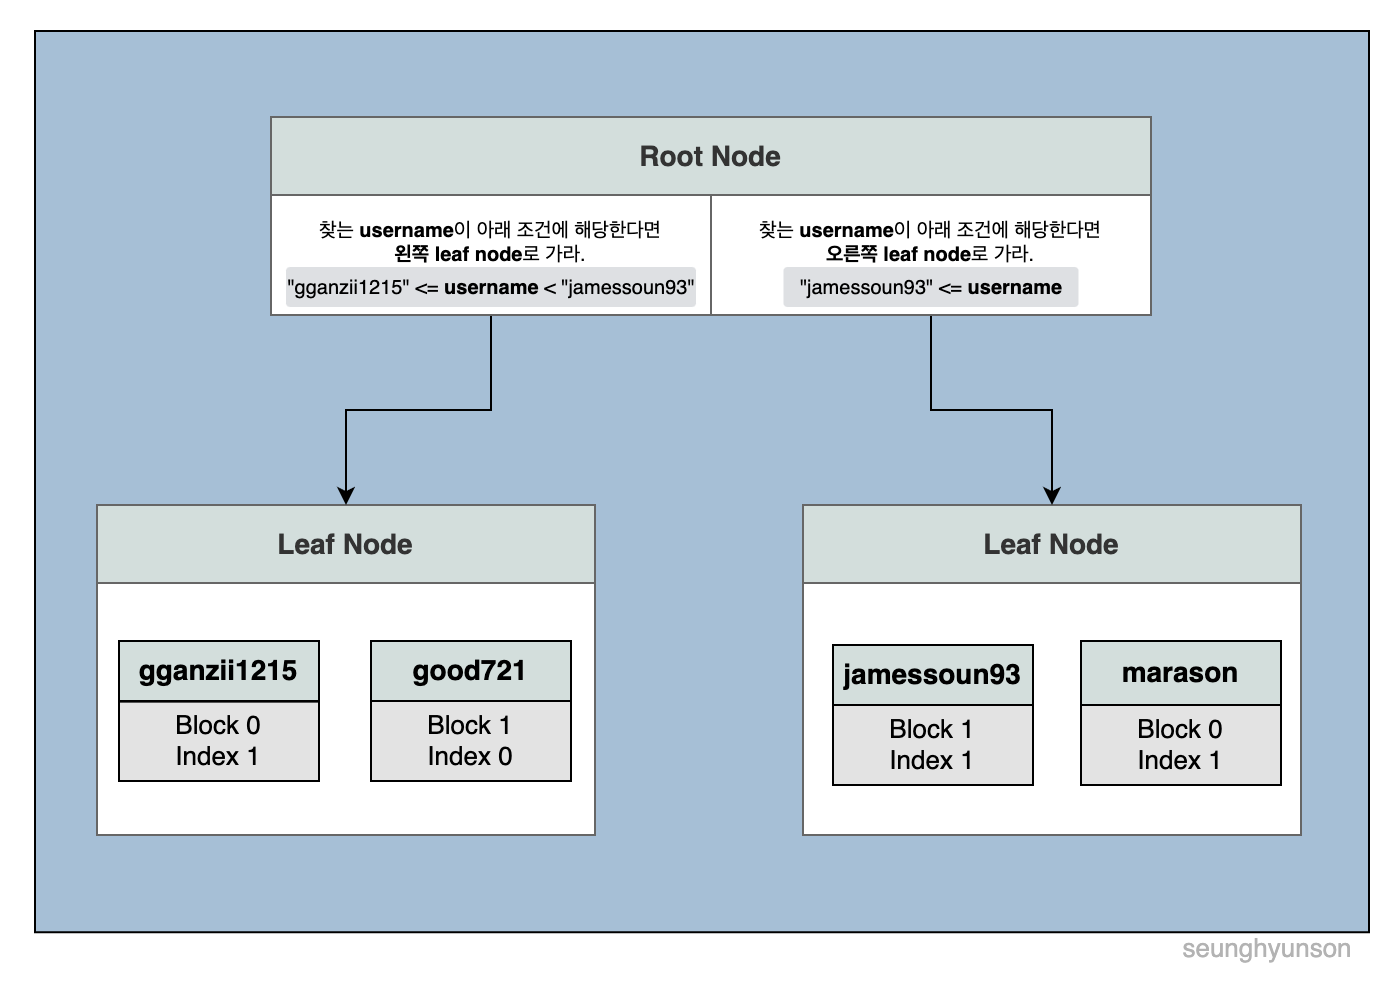 Root Node
찾는 username이 아래 조건에 해당한다면
왼쪽 leaf node로 가라.
"gganzii1215" <= username < "jamessoun93"
찾는 username이 아래 조건에 해당한다면
오른쪽 leaf node로 가라.
"jamessoun93" <= username
Leaf Node
gganzii1215
Block 0
Index 1
good721
Block 1
Index 0
Leaf Node
jamessoun93
Block 1
Index 1
marason
Block 0
Index 1
seunghyunson